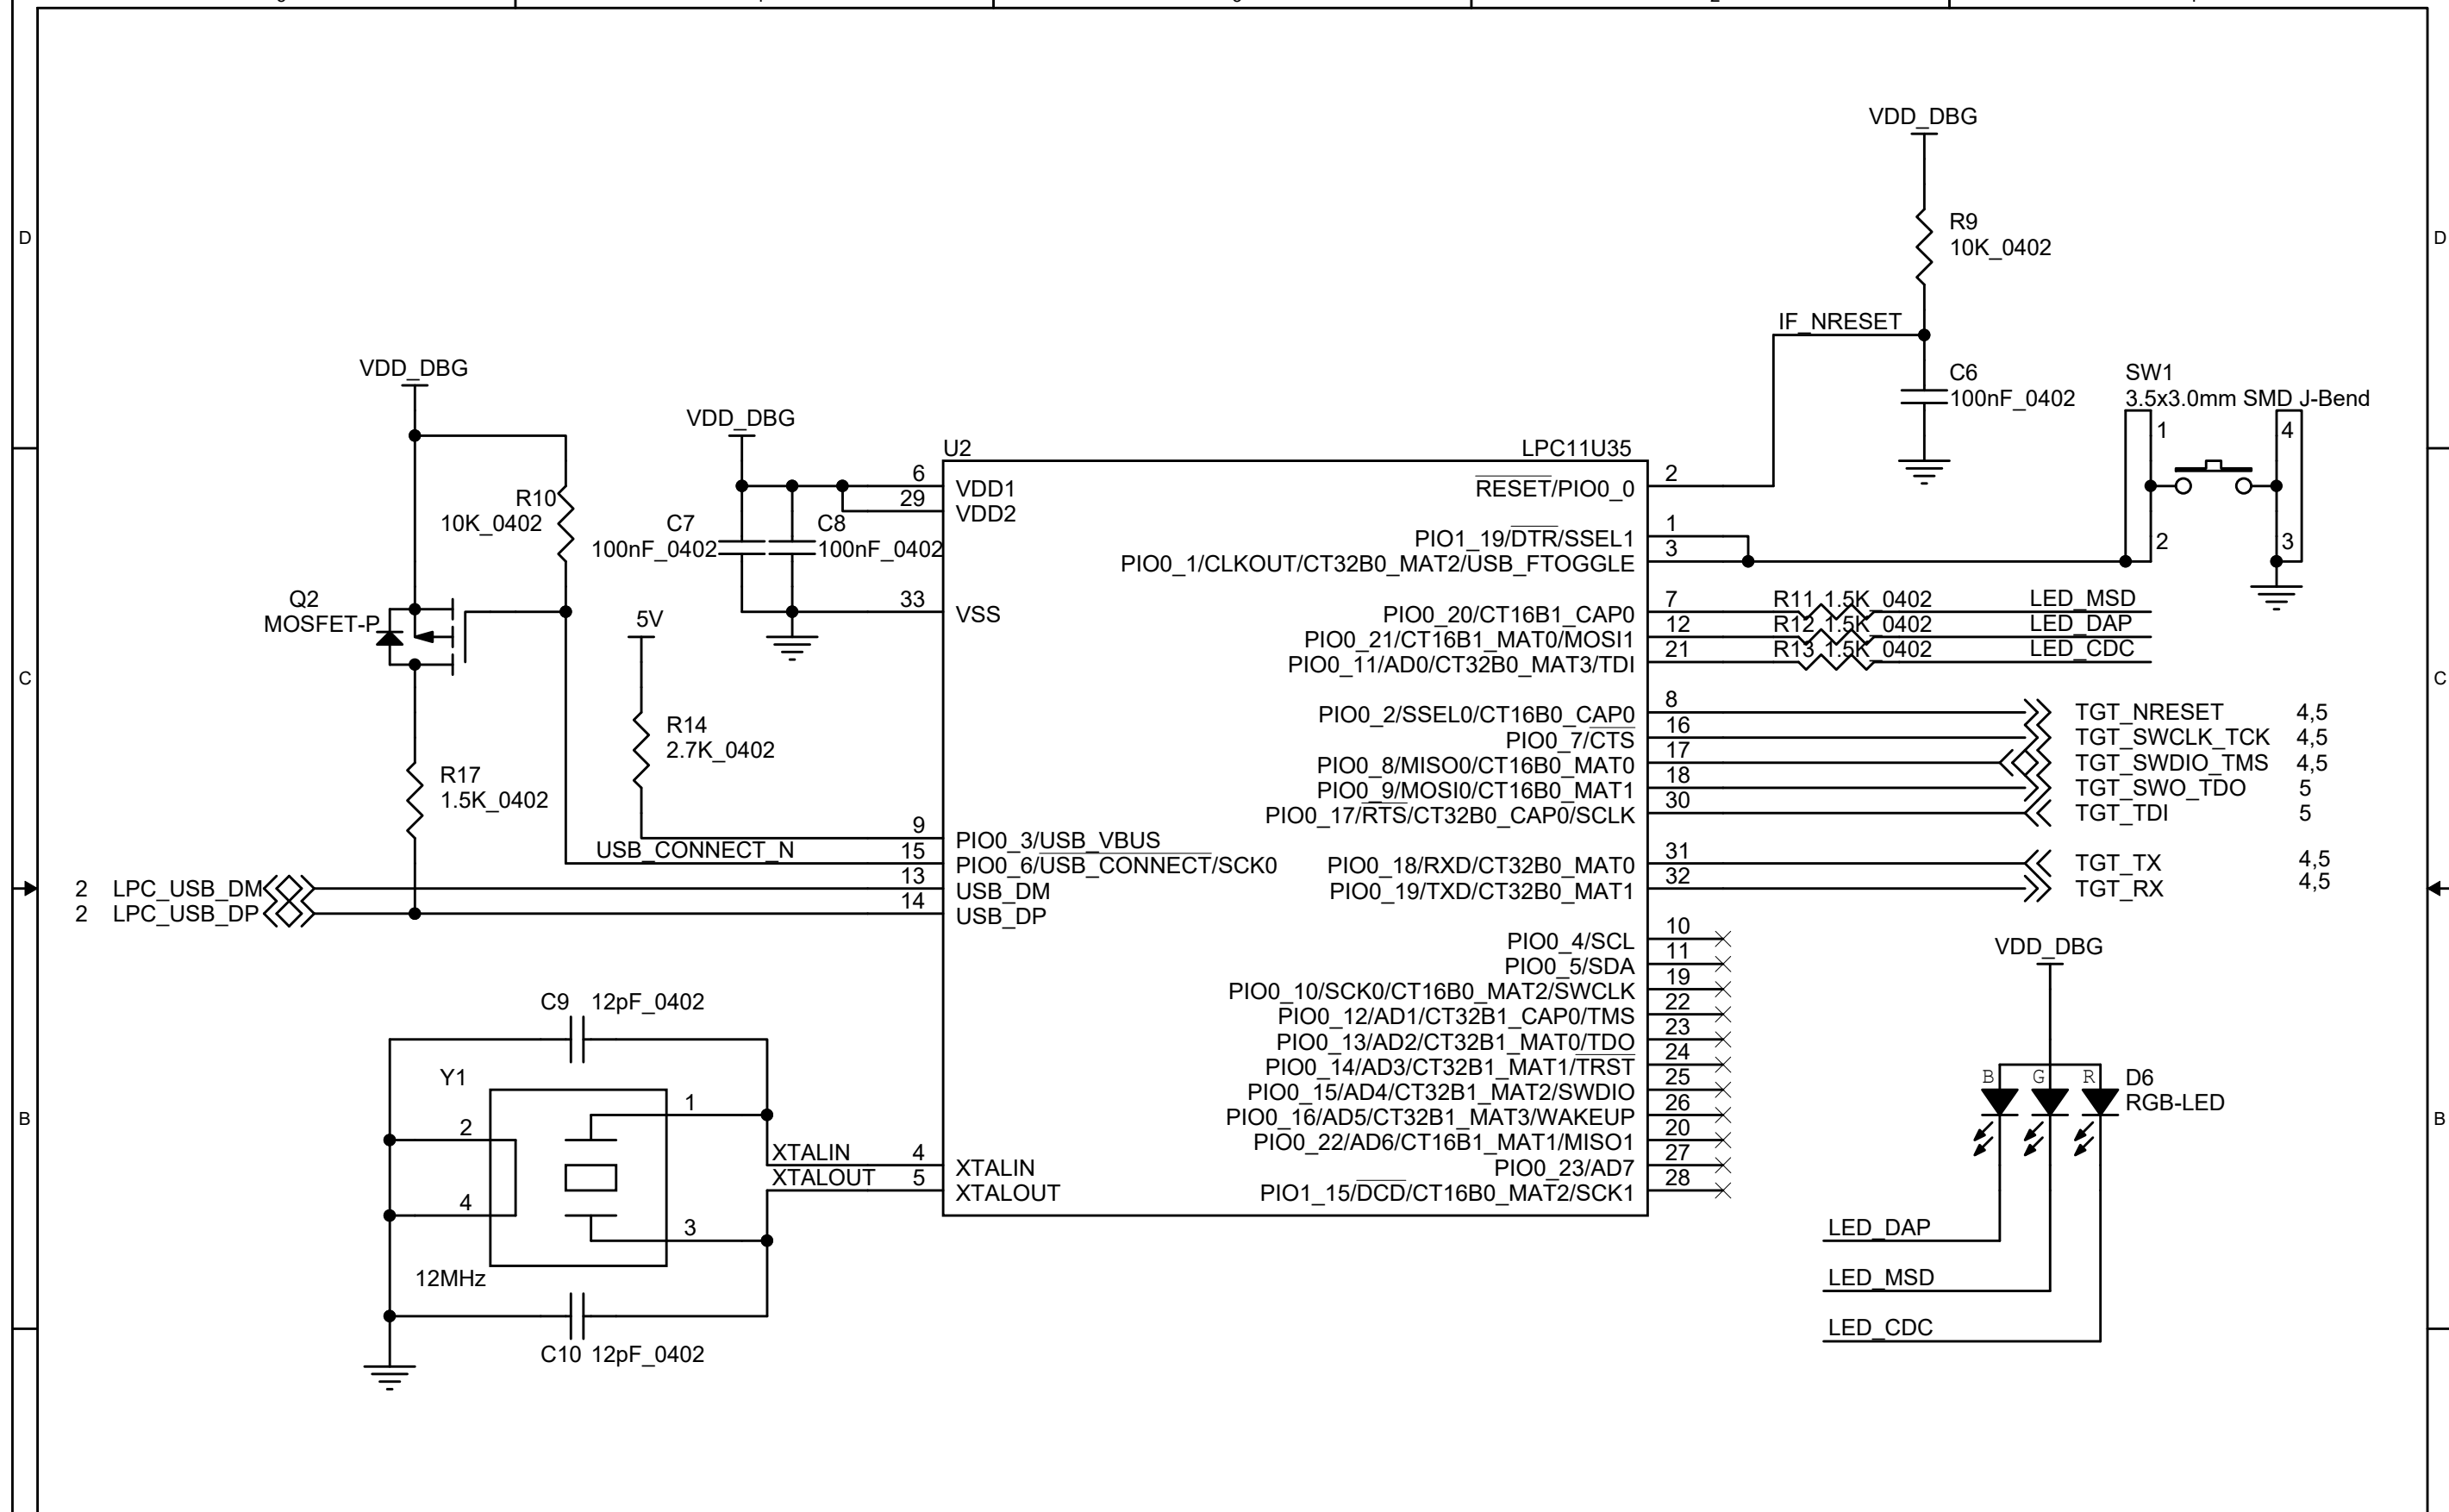 VDD_DBG
D
R9
10K_0402
D
IF_NRESET
VDD_DBG
C6
100nF_0402
SW1
3.5x3.0mm SMD J-Bend
VDD_DBG
1
4
U2
LPC11U35
6
VDD1
29
VDD2
R10
10K_0402
C7
100nF_0402
C8
100nF_0402
2
RESET/PIO0_0
1
PIO1_19/DTR/SSEL1
3
PIO0_1/CLKOUT/CT32B0_MAT2/USB_FTOGGLE
2
3
Q2
MOSFET-P
33
VSS
5V
7
PIO0_20/CT16B1_CAP0
R11 1.5K_0402
LED_MSD
12
PIO0_21/CT16B1_MAT0/MOSI1
R12 1.5K_0402
LED_DAP
21
PIO0_11/AD0/CT32B0_MAT3/TDI
R13 1.5K_0402
LED_CDC
C
C
R14
2.7K_0402
8
PIO0_2/SSEL0/CT16B0_CAP0
TGT_NRESET 4,5
16
PIO0_7/CTS
TGT_SWCLK_TCK 4,5
17
PIO0_8/MISO0/CT16B0_MAT0
TGT_SWDIO_TMS 4,5
18
PIO0_9/MOSI0/CT16B0_MAT1
TGT_SWO_TDO 5
30
PIO0_17/RTS/CT32B0_CAP0/SCLK
TGT_TDI 5
R17
1.5K_0402
9
PIO0_3/USB_VBUS
USB_CONNECT_N
15
PIO0_6/USB_CONNECT/SCK0
31
PIO0_18/RXD/CT32B0_MAT0
TGT_TX 4,5
32
PIO0_19/TXD/CT32B0_MAT1
TGT_RX 4,5
2 LPC_USB_DM
13
USB_DM
2 LPC_USB_DP
14
USB_DP
10
PIO0_4/SCL
11
PIO0_5/SDA
19
PIO0_10/SCK0/CT16B0_MAT2/SWCLK
22
PIO0_12/AD1/CT32B1_CAP0/TMS
23
PIO0_13/AD2/CT32B1_MAT0/TDO
24
PIO0_14/AD3/CT32B1_MAT1/TRST
25
PIO0_15/AD4/CT32B1_MAT2/SWDIO
26
PIO0_16/AD5/CT32B1_MAT3/WAKEUP
20
PIO0_22/AD6/CT16B1_MAT1/MISO1
27
PIO0_23/AD7
28
PIO1_15/DCD/CT16B0_MAT2/SCK1
VDD_DBG
B G R
D6
RGB-LED
C9 12pF_0402
Y1
1
2
B
B
XTALIN
4
XTALIN
XTALOUT
5
XTALOUT
4
3
12MHz
C10 12pF_0402
LED_DAP
LED_MSD
LED_CDC